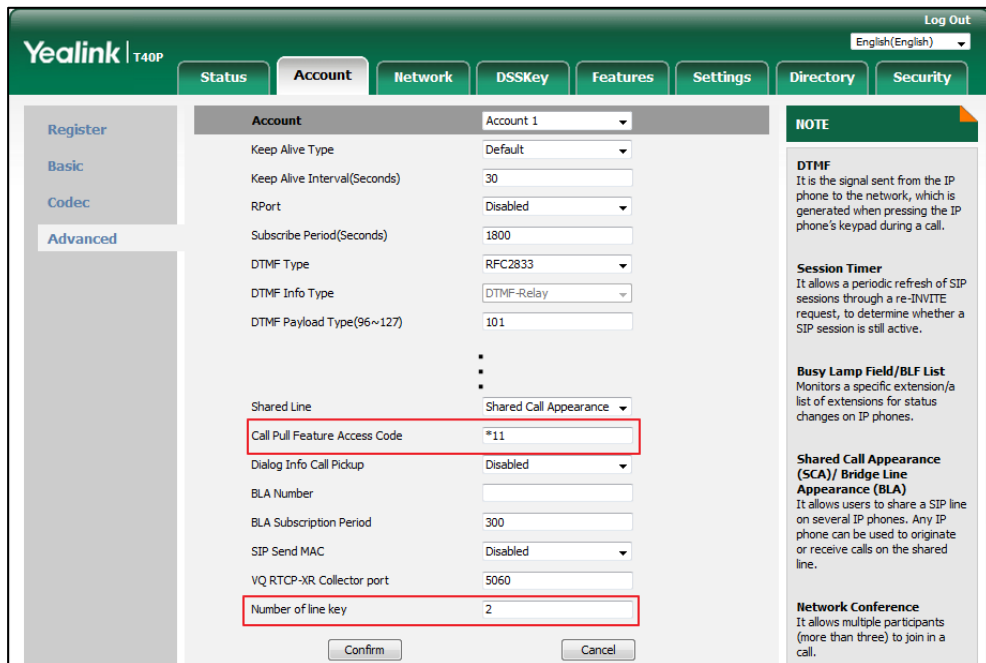 Log Out
Yealink | T40P
English(English)
Status Account Network DSSKey Features Settings Directory Security
Register
Basic
Codec
Advanced
Account Account 1
Keep Alive Type Default
Keep Alive Interval(Seconds) 30
RPort Disabled
Subscribe Period(Seconds) 1800
DTMF Type RFC2833
DTMF Info Type DTMF-Relay
DTMF Payload Type(96~127) 101
Shared Line Shared Call Appearance
Call Pull Feature Access Code *11
Dialog Info Call Pickup Disabled
BLA Number
BLA Subscription Period 300
SIP Send MAC Disabled
VQ RTCP-XR Collector port 5060
Number of line key 2
Confirm Cancel
NOTE
DTMF
It is the signal sent from the IP
phone to the network, which is
generated when pressing the IP
phone's keypad during a call.
Session Timer
It allows a periodic refresh of SIP
sessions through a re-INVITE
request, to determine whether a
SIP session is still active.
Busy Lamp Field/BLF List
Monitors a specific extension/a
list of extensions for status
changes on IP phones.
Shared Call Appearance
(SCA)/ Bridge Line
Appearance (BLA)
It allows users to share a SIP line
on several IP phones. Any IP
phone can be used to originate
or receive calls on the shared
line.
Network Conference
It allows multiple participants
(more than three) to join in a
call.